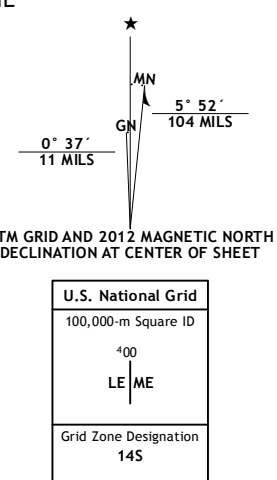 ★
MN
5° 52´
104 MILS
GN
0° 37´
11 MILS
TM GRID AND 2012 MAGNETIC NORTH
DECLINATION AT CENTER OF SHEET
U.S. National Grid
100,000-m Square ID
⁴00
LE ME
Grid Zone Designation
14S